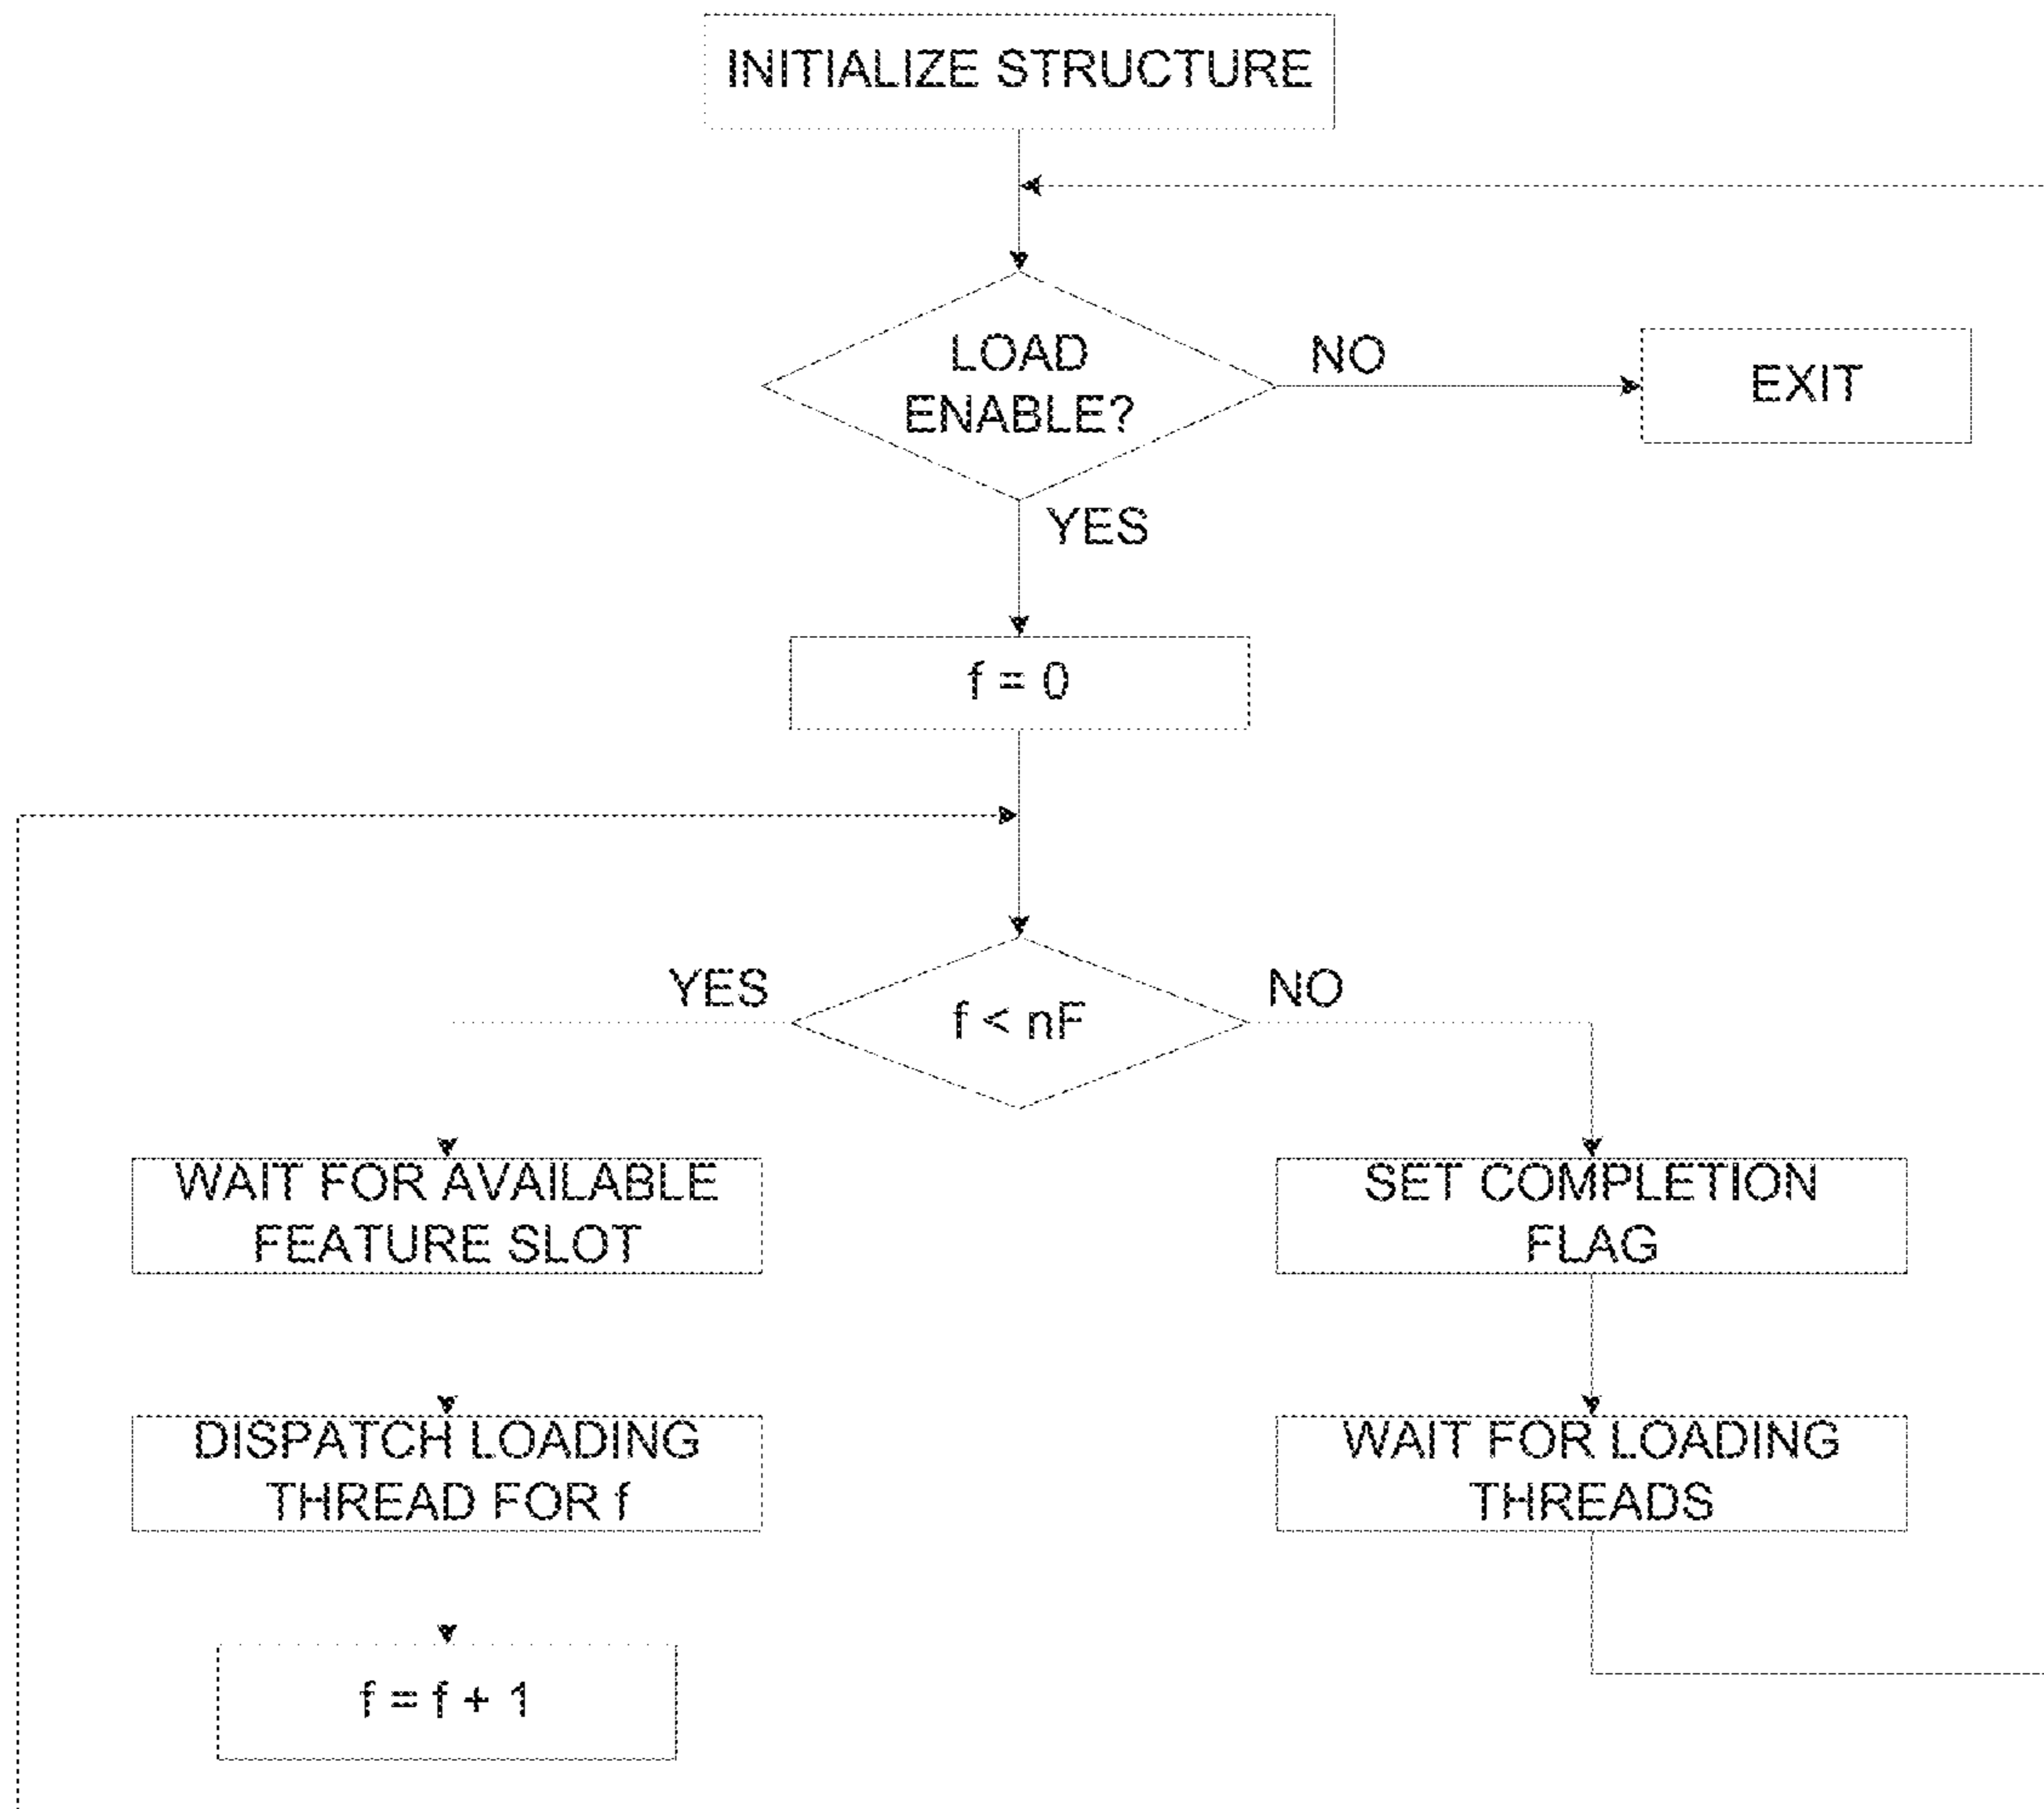 INITIALIZE STRUCTURE
LOAD
ENABLE?
NO
EXIT
YES
f = 0
YES
f < nF
NO
WAIT FOR AVAILABLE
FEATURE SLOT
SET COMPLETION
FLAG
DISPATCH LOADING
THREAD FOR f
WAIT FOR LOADING
THREADS
f = f + 1